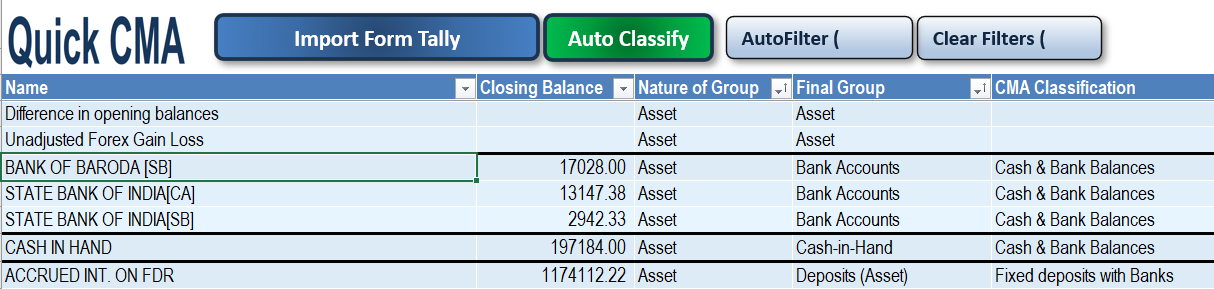 Quick CMA Import Form Tally Auto Classify AutoFilter ( Clear Filters (
Name Closing Balance Nature of Group Final Group CMA Classification
Difference in opening balances Asset Asset
Unadjusted Forex Gain Loss Asset Asset
BANK OF BARODA [SB] 17028.00 Asset Bank Accounts Cash & Bank Balances
STATE BANK OF INDIA[CA] 13147.38 Asset Bank Accounts Cash & Bank Balances
STATE BANK OF INDIA[SB] 2942.33 Asset Bank Accounts Cash & Bank Balances
CASH IN HAND 197184.00 Asset Cash-in-Hand Cash & Bank Balances
ACCRUED INT. ON FDR 1174112.22 Asset Deposits (Asset) Fixed deposits with Banks